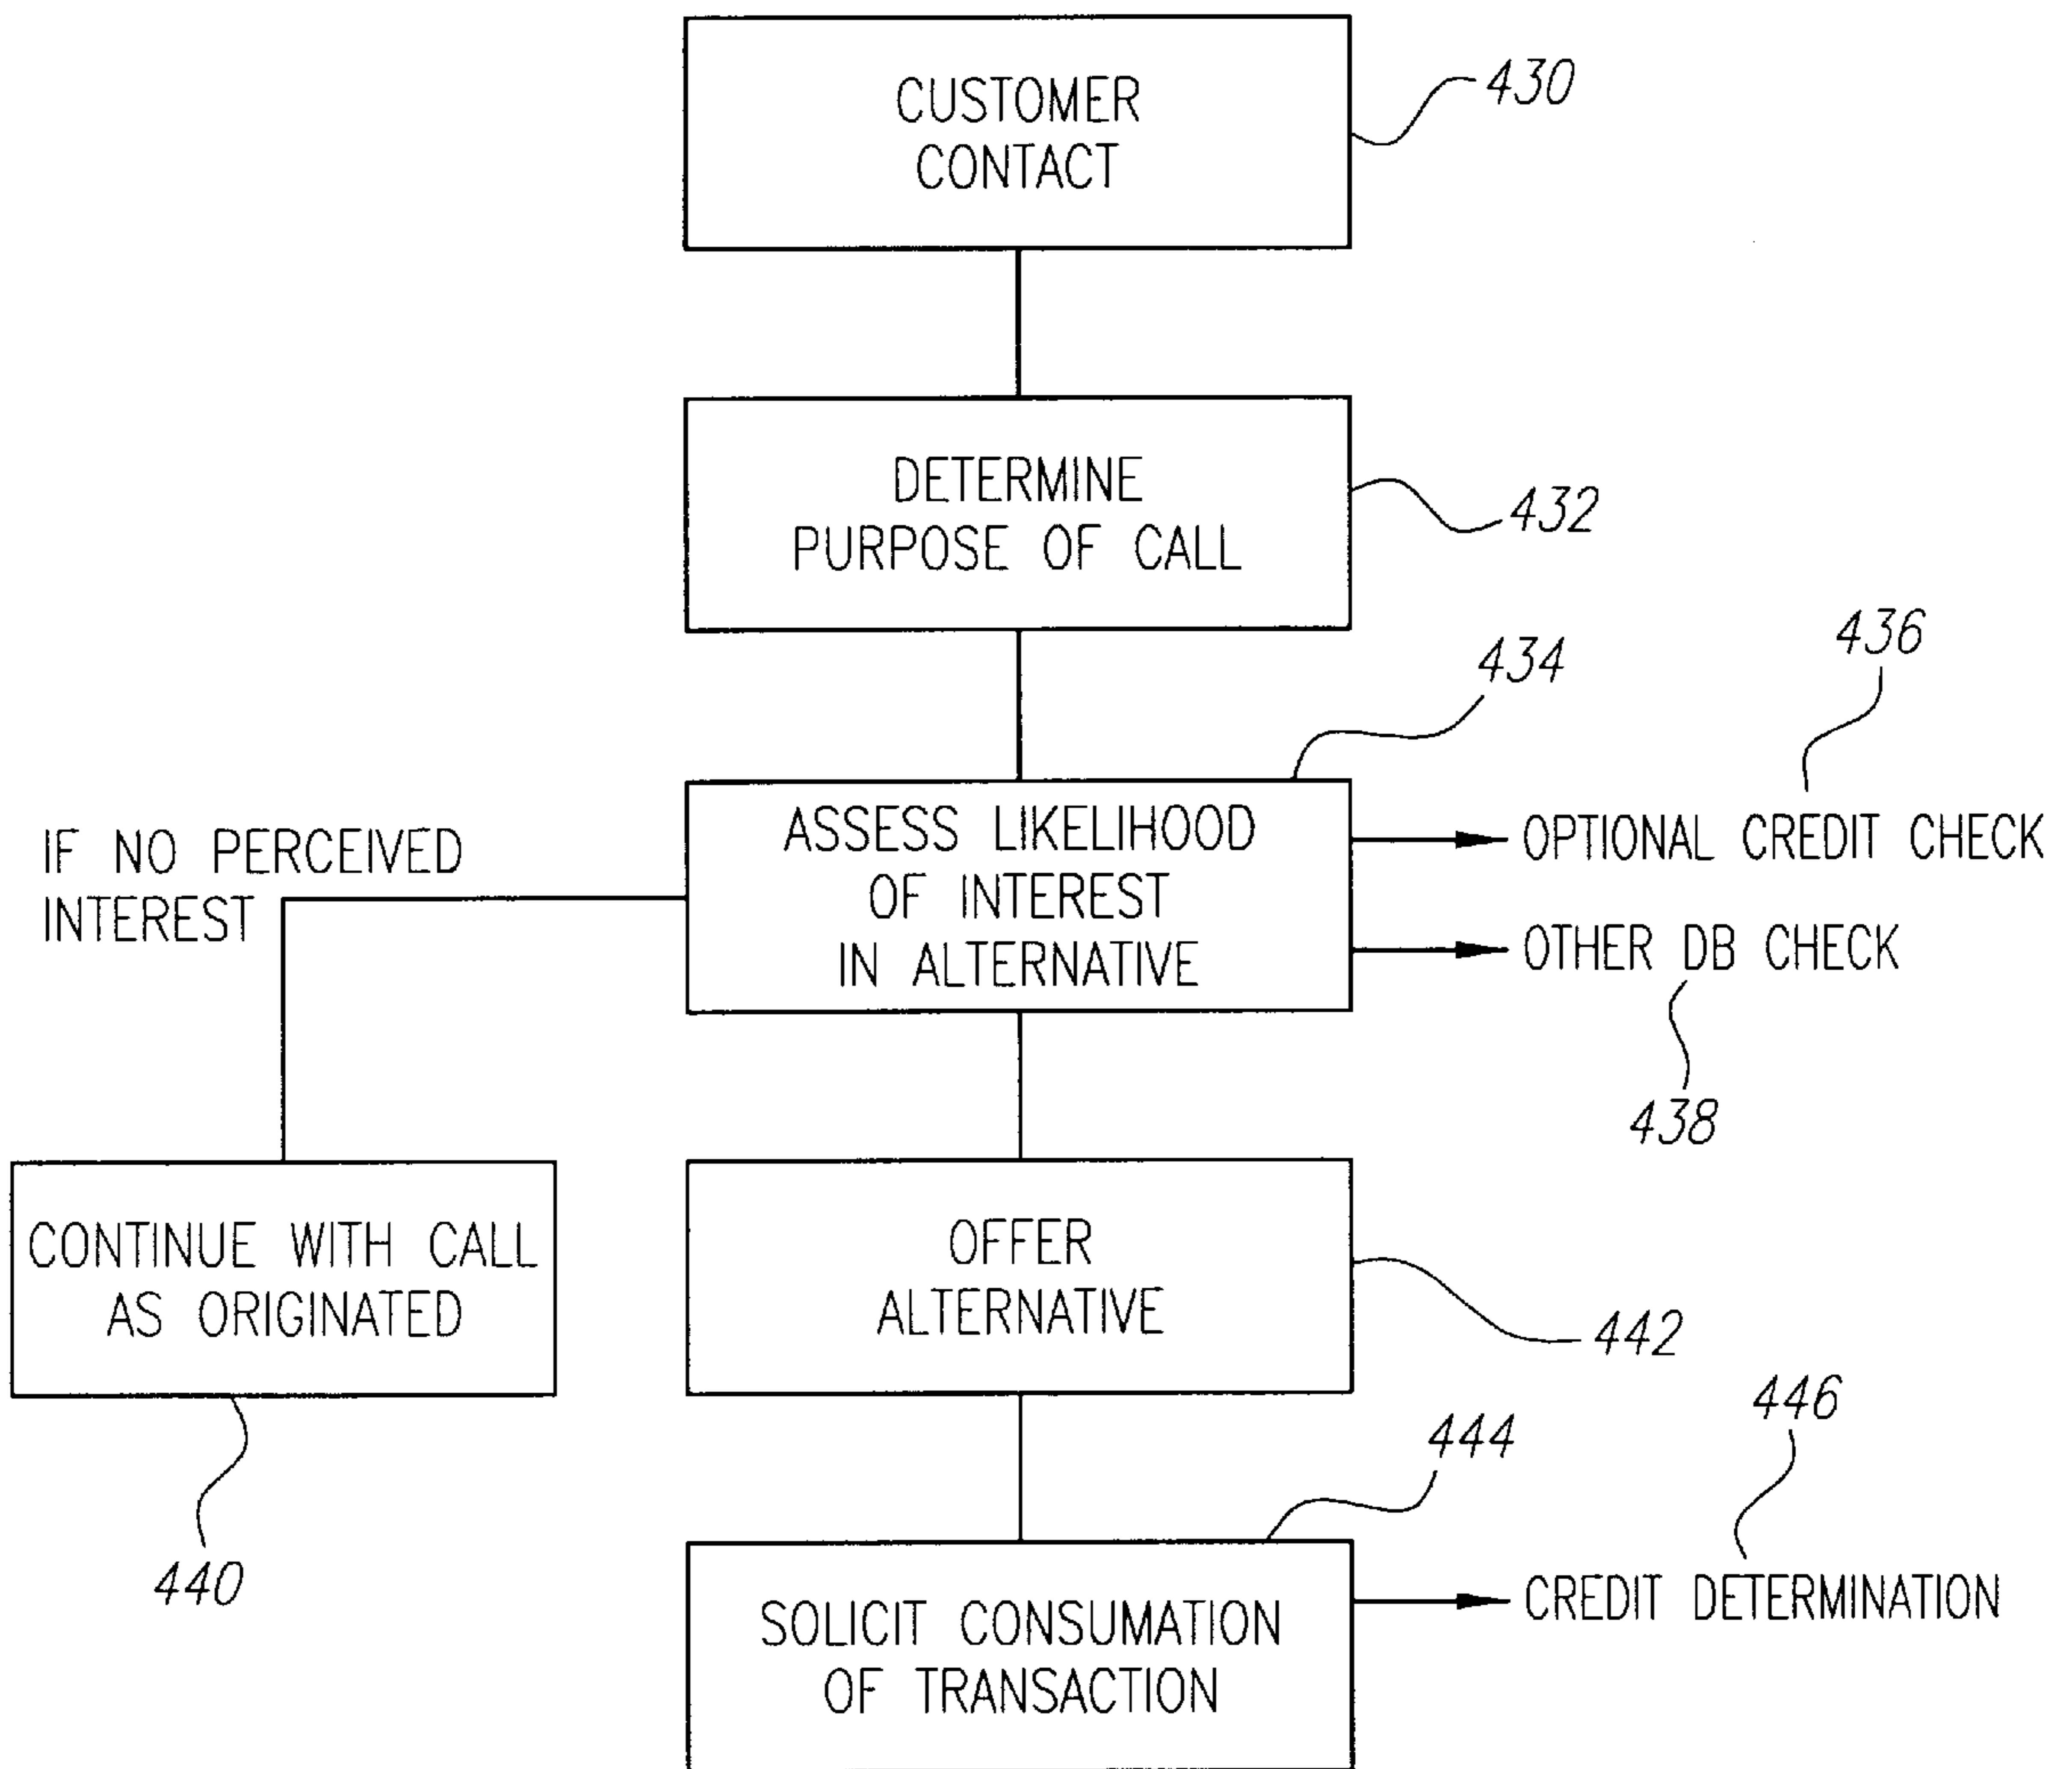 CUSTOMER
CONTACT
430
DETERMINE
PURPOSE OF CALL
432
434
436
IF NO PERCEIVED
INTEREST
ASSESS LIKELIHOOD
OF INTEREST
IN ALTERNATIVE
OPTIONAL CREDIT CHECK
OTHER DB CHECK
438
CONTINUE WITH CALL
AS ORIGINATED
440
OFFER
ALTERNATIVE
442
444
446
SOLICIT CONSUMATION
OF TRANSACTION
CREDIT DETERMINATION